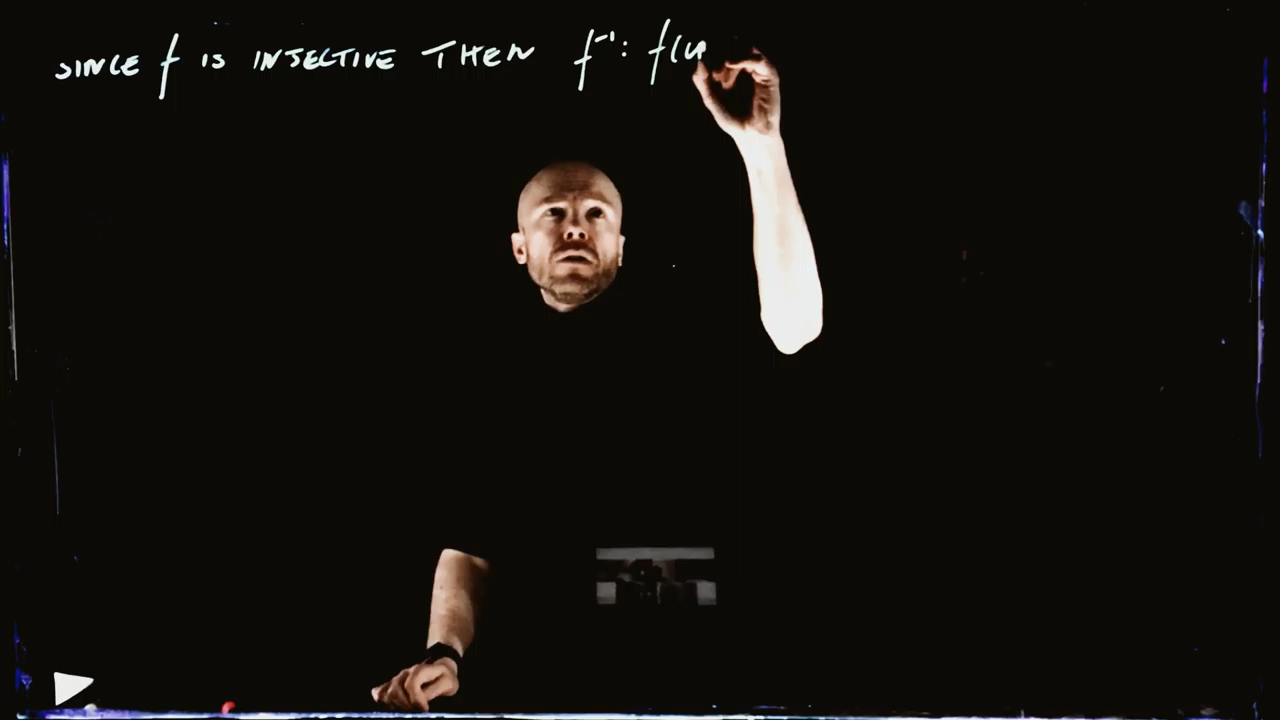 SINCE f IS INJECTIVE THEN f⁻¹: f(U